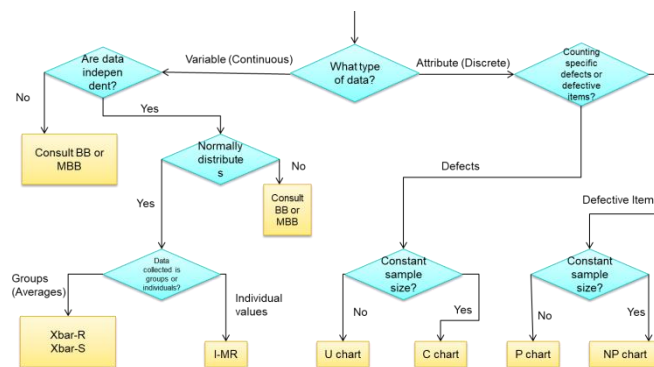 What type
of data?
Variable (Continuous)
Attribute (Discrete)
Are data
indepen
dent?
Counting
specific
defects or
defective
items?
No
Yes
Consult BB or
MBB
Normally
distribute
s
No
Consult
BB or
MBB
Yes
Defects
Defective Item
Data
collected is
groups or
individuals?
Groups
(Averages)
Individual
values
Xbar-R
Xbar-S
I-MR
Constant
sample
size?
No
Yes
U chart
C chart
Constant
sample
size?
No
Yes
P chart
NP chart